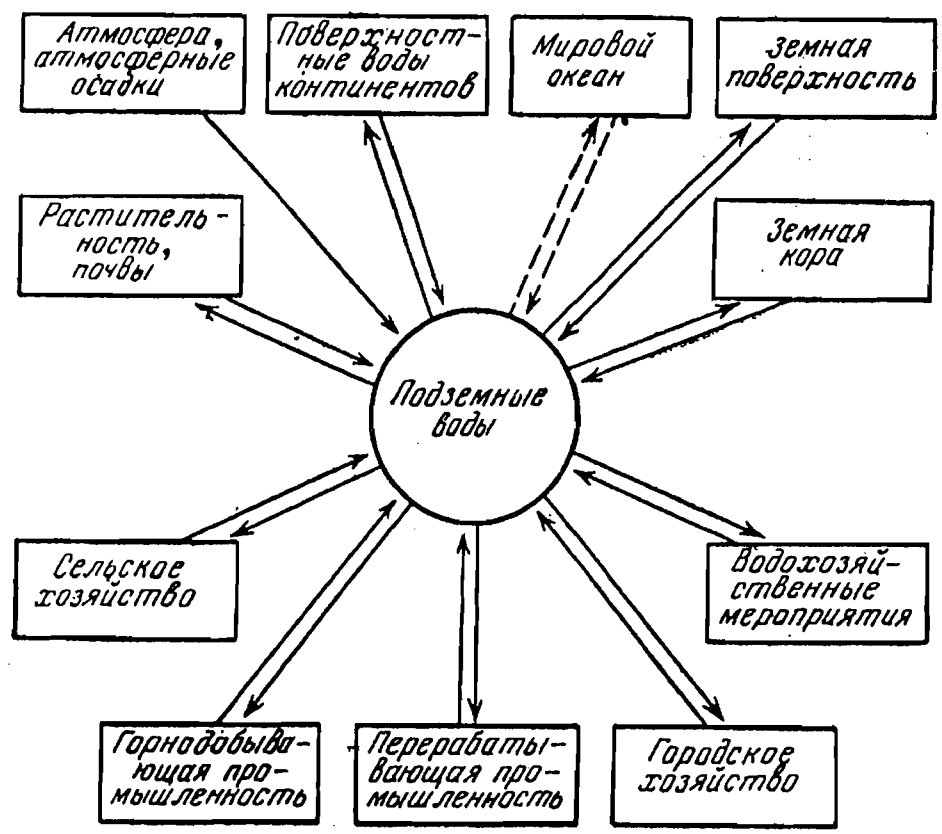 Атмосфера,
атмосферные
осадки
Поверхност-
ные воды
континентов
Мировой
океан
Земная
поверхность
Раститель-
ность,
почвы
Земная
кора
Подземные
воды
Сельское
хозяйство
Водохозяй-
ственные
мероприятия
Горнодобыва-
ющая про-
мышленность
Перерабаты-
вающая про-
мышленность
Городское
хозяйство